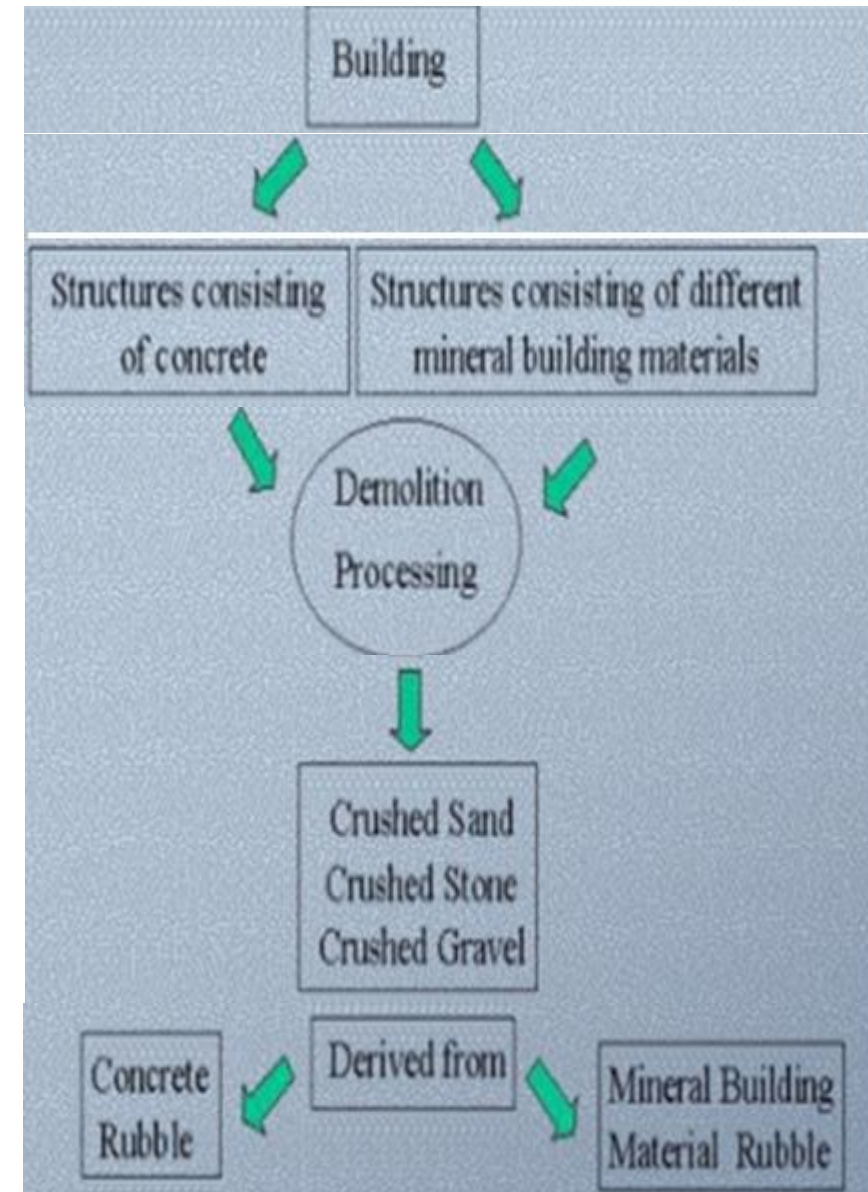 Building
Structures consisting
of concrete
Structures consisting of different
mineral building materials
Demolition
Processing
Crushed Sand
Crushed Stone
Crushed Gravel
Derived from
Concrete
Rubble
Mineral Building
Material Rubble